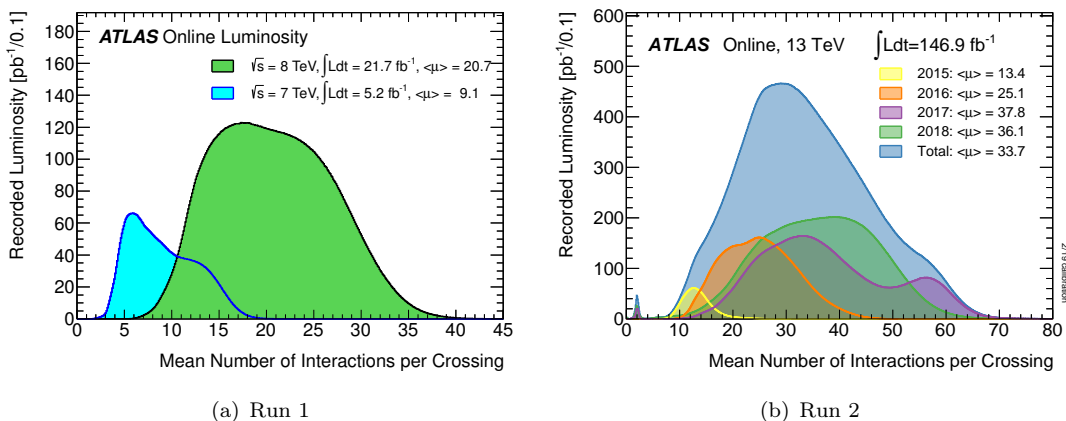 ATLAS Online Luminosity
√s = 8 TeV, ∫Ldt = 21.7 fb⁻¹, <μ> = 20.7
√s = 7 TeV, ∫Ldt = 5.2 fb⁻¹, <μ> = 9.1
Recorded Luminosity [pb⁻¹/0.1]
180
160
140
120
100
80
60
40
20
0
0 5 10 15 20 25 30 35 40 45
Mean Number of Interactions per Crossing
(a) Run 1
ATLAS Online, 13 TeV ∫Ldt=146.9 fb⁻¹
2015: <μ> = 13.4
2016: <μ> = 25.1
2017: <μ> = 37.8
2018: <μ> = 36.1
Total: <μ> = 33.7
Recorded Luminosity [pb⁻¹/0.1]
600
500
400
300
200
100
0
0 10 20 30 40 50 60 70 80
Mean Number of Interactions per Crossing
calibration
(b) Run 2